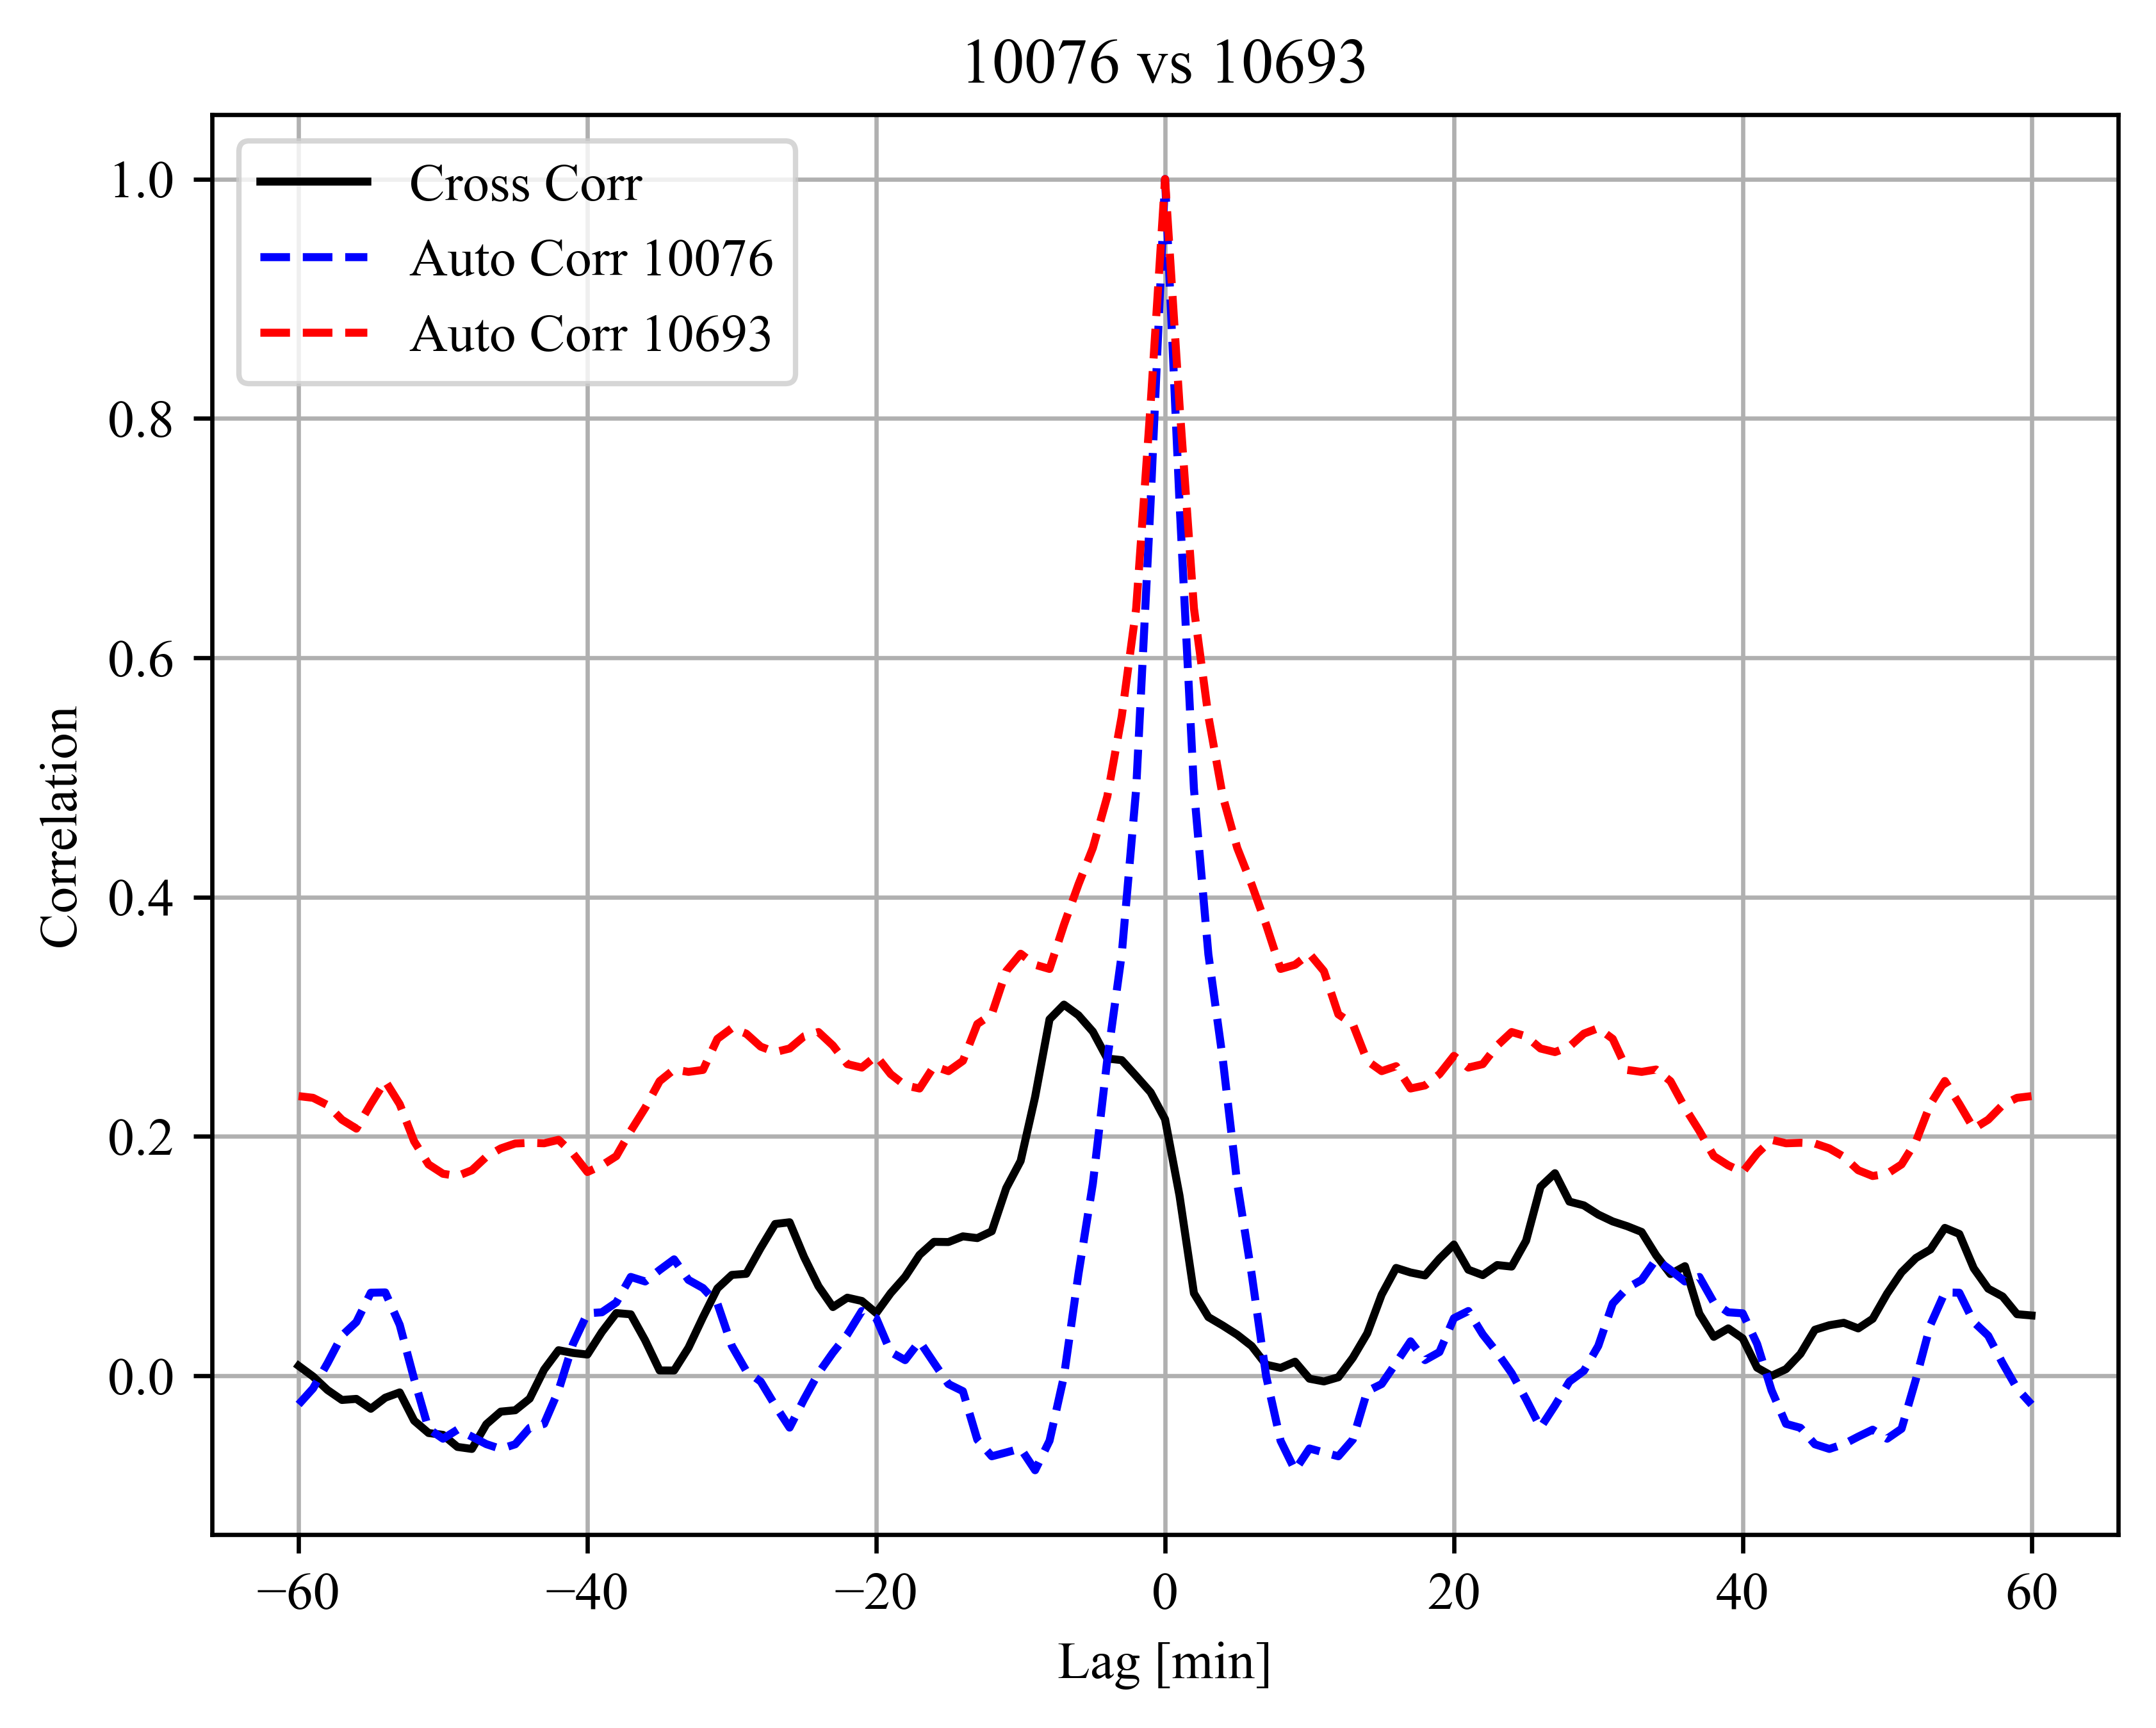 10076 vs 10693
Cross Corr
Auto Corr 10076
Auto Corr 10693
1.0
0.8
0.6
0.4
0.2
0.0
Correlation
−60
−40
−20
0
20
40
60
Lag [min]